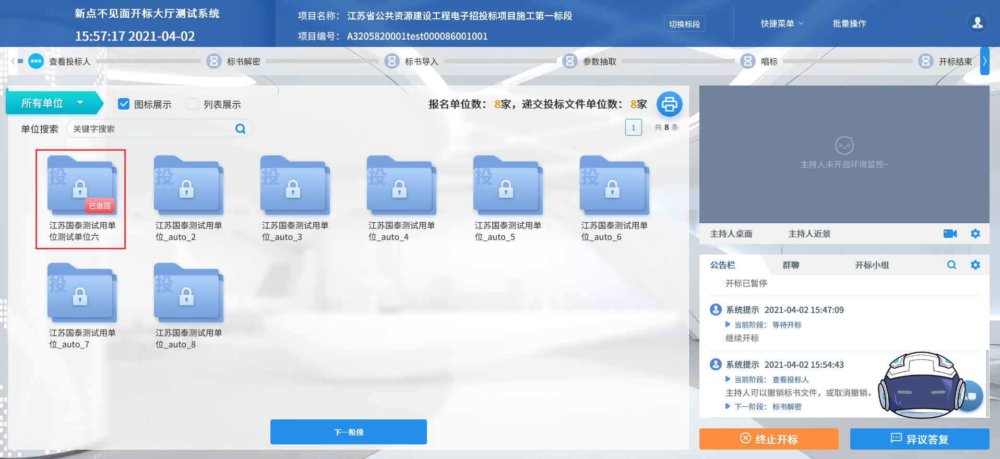 新点不见面开标大厅测试系统
15:57:17 2021-04-02
项目名称： 江苏省公共资源建设工程电子招投标项目施工第一标段
项目编号： A3205820001test000086001001
切换标段
快捷菜单
批量操作
查看投标人
标书解密
标书导入
参数抽取
唱标
开标结束
所有单位
图标展示
列表展示
报名单位数： 8家，递交投标文件单位数： 8家
单位搜索
关键字搜索
1
共 8 条
投
已退回
江苏国泰测试用单
位测试单位六
投
江苏国泰测试用单
位_auto_2
投
江苏国泰测试用单
位_auto_3
投
江苏国泰测试用单
位_auto_4
投
江苏国泰测试用单
位_auto_5
投
江苏国泰测试用单
位_auto_6
投
江苏国泰测试用单
位_auto_7
投
江苏国泰测试用单
位_auto_8
下一阶段
主持人未开启环境监控~
主持人桌面
主持人近景
公告栏
群聊
开标小组
开标已暂停
系统提示 2021-04-02 15:47:09
当前阶段： 等待开标
继续开标
系统提示 2021-04-02 15:54:43
当前阶段： 查看投标人
主持人可以撤销标书文件，或取消撤销。
下一阶段： 标书解密
聊
终止开标
异议答复